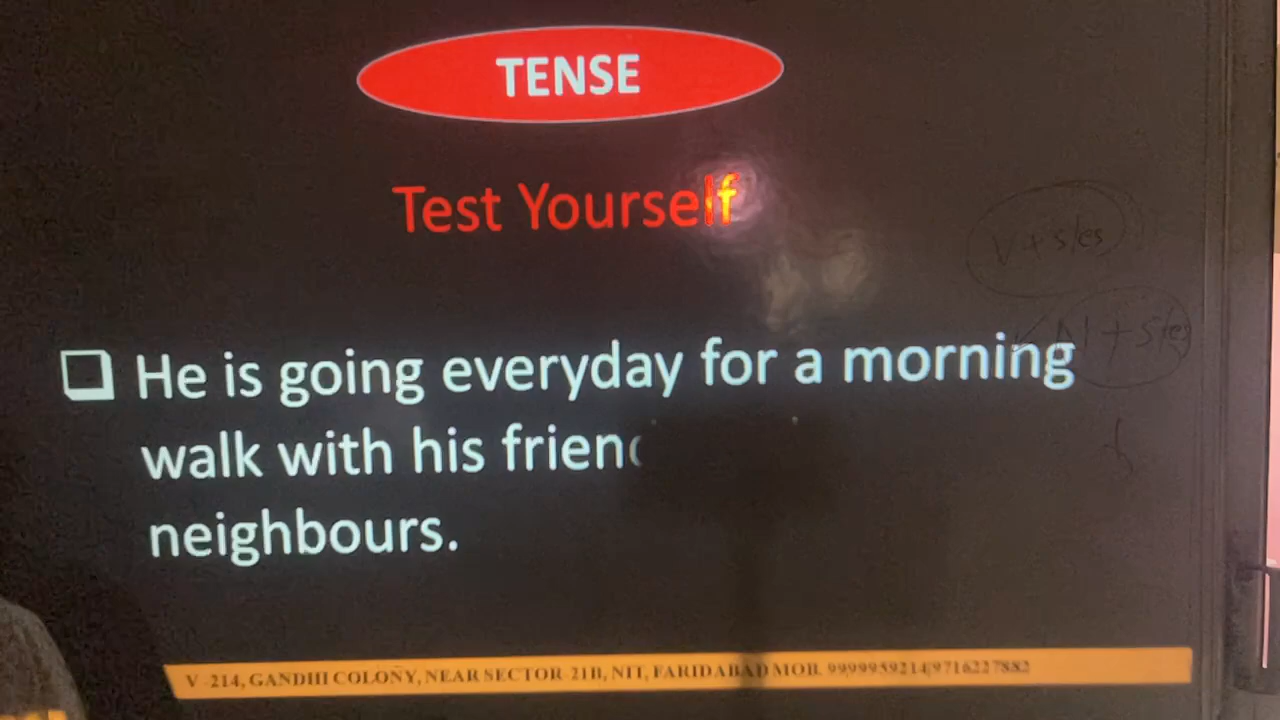 TENSE
Test Yourself
V + s/es
He is going everyday for a morning
walk with his
neighbours.
V -214, GANDHI COLONY, NEAR SECTOR 21B, NIT, FARIDABAD MOB. 9999959214,9716227882